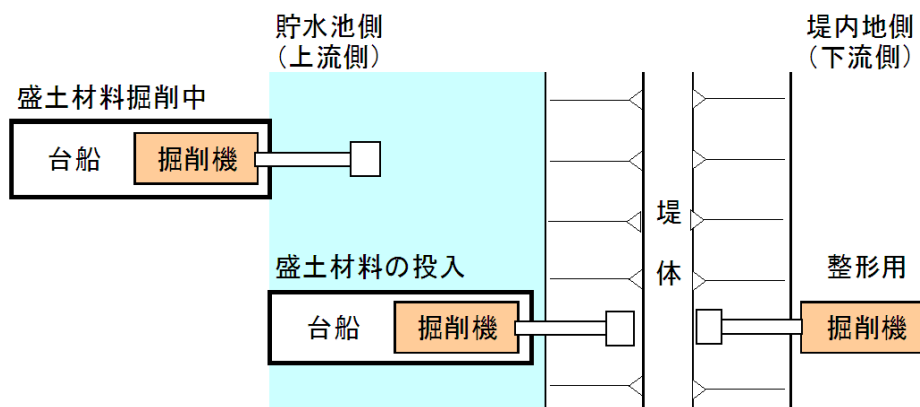 貯水池側
（上流側）
堤内地側
（下流側）
盛土材料掘削中
台船
掘削機
堤
体
盛土材料の投入
整形用
台船
掘削機
掘削機